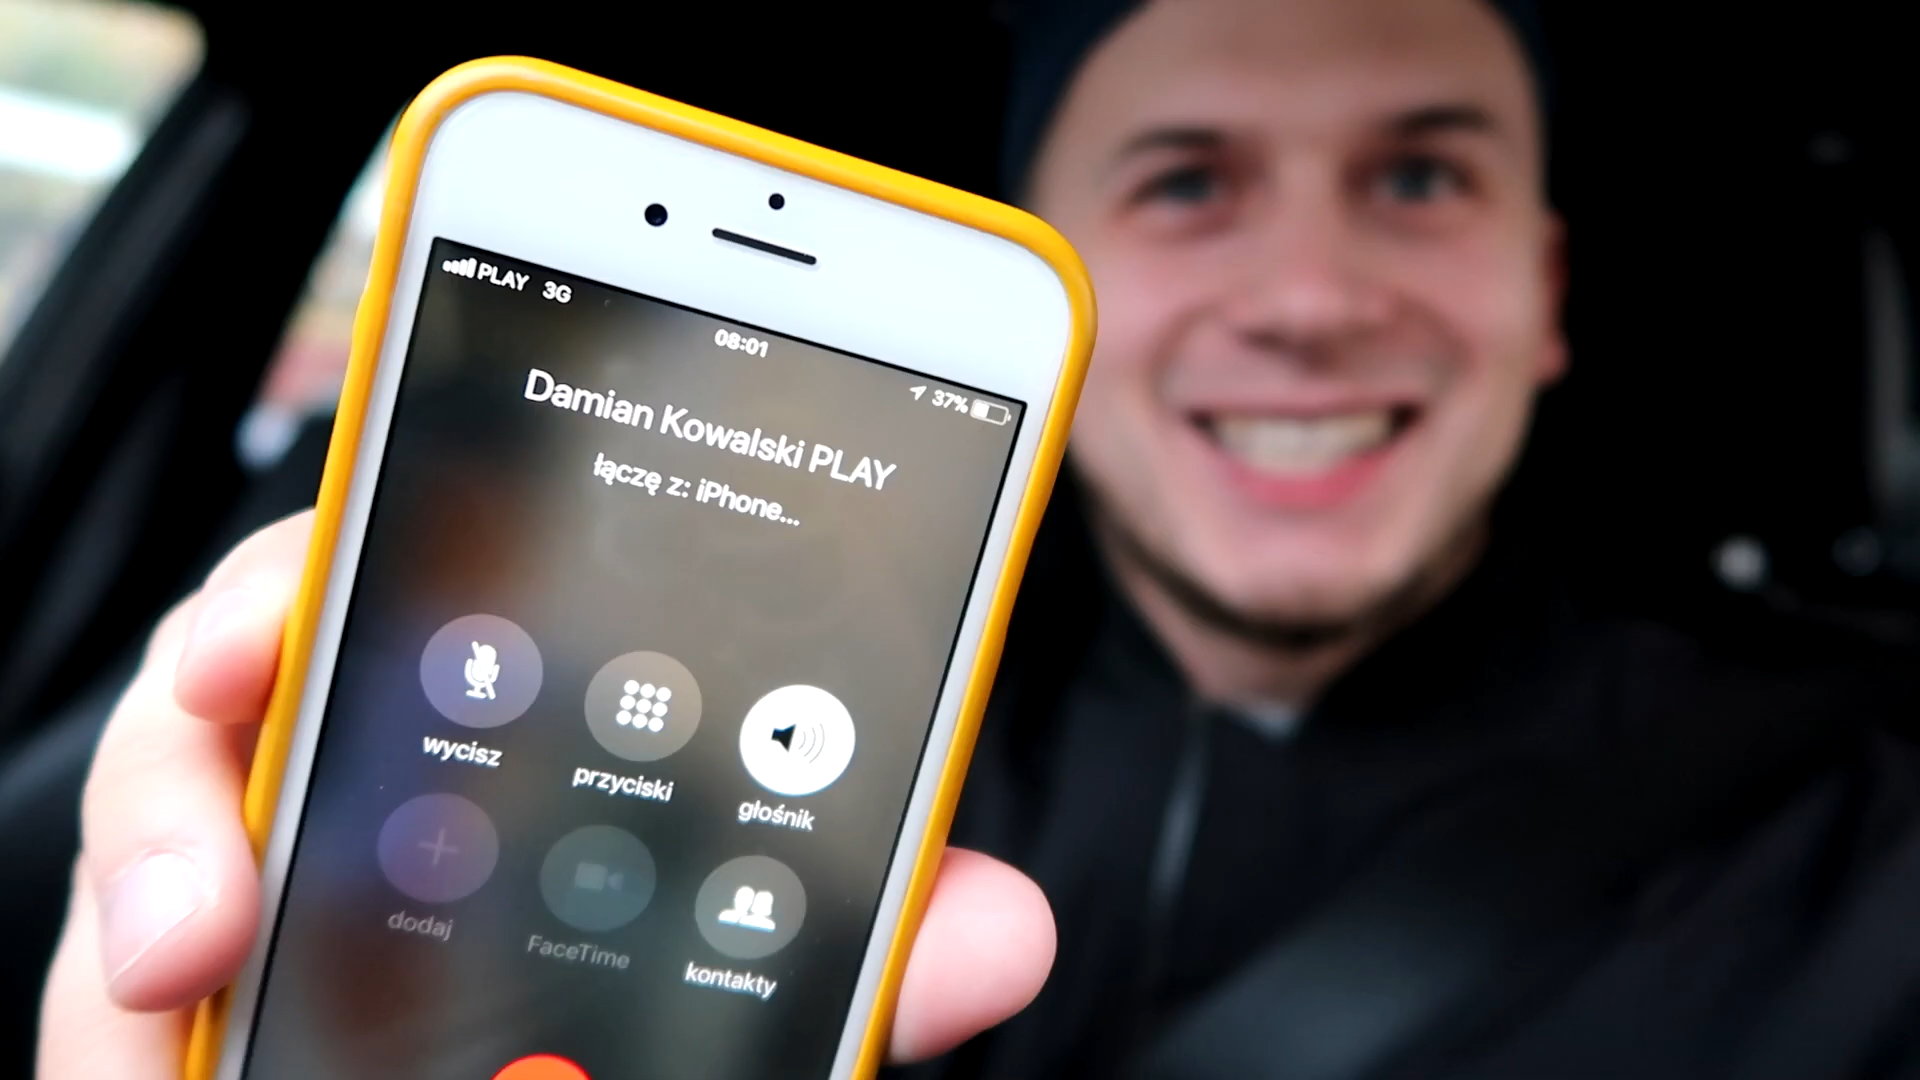 PLAY 3G
08:01
37%
Damian Kowalski PLAY
łączę z: iPhone...
wycisz
przyciski
głośnik
dodaj
FaceTime
kontakty